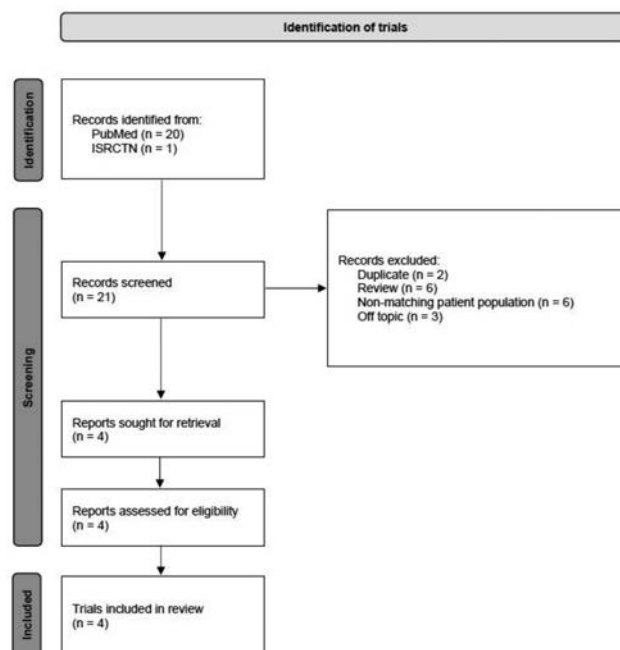 Identification of trials
Identification
Records identified from:
PubMed (n = 20)
ISRCTN (n = 1)
Screening
Records screened
(n = 21)
Records excluded:
Duplicate (n = 2)
Review (n = 6)
Non-matching patient population (n = 6)
Off topic (n = 3)
Reports sought for retrieval
(n = 4)
Reports assessed for eligibility
(n = 4)
Included
Trials included in review
(n = 4)